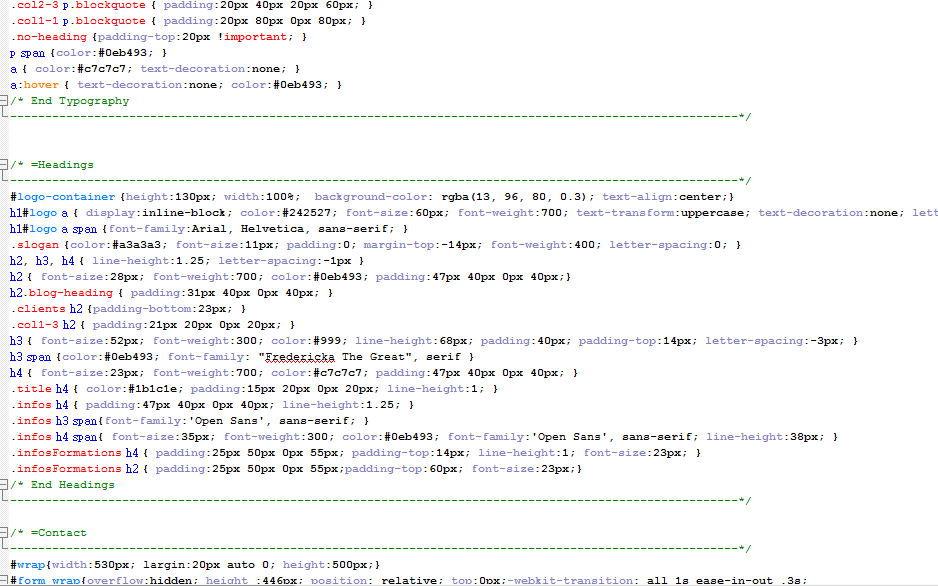 .col2-3 p.blockquote { padding:20px 40px 20px 60px; }
.col1-1 p.blockquote { padding:20px 80px 0px 80px; }
.no-heading {padding-top:20px !important; }
p span {color:#0eb493; }
a { color:#c7c7c7; text-decoration:none; }
a:hover { text-decoration:none; color:#0eb493; }
/* End Typography
--------------------------------------------------------------------------------------------------------*/
/* =Headings
--------------------------------------------------------------------------------------------------------*/
#logo-container {height:130px; width:100%;  background-color: rgba(13, 96, 80, 0.3); text-align:center;}
h1#logo a { display:inline-block; color:#242527; font-size:60px; font-weight:700; text-transform:uppercase; text-decoration:none; lett
h1#logo a span {font-family:Arial, Helvetica, sans-serif; }
.slogan {color:#a3a3a3; font-size:11px; padding:0; margin-top:-14px; font-weight:400; letter-spacing:0; }
h2, h3, h4 { line-height:1.25; letter-spacing:-1px }
h2 { font-size:28px; font-weight:700; color:#0eb493; padding:47px 40px 0px 40px;}
h2.blog-heading { padding:31px 40px 0px 40px; }
.clients h2 {padding-bottom:23px; }
.col1-3 h2 { padding:21px 20px 0px 20px; }
h3 { font-size:52px; font-weight:300; color:#999; line-height:68px; padding:40px; padding-top:14px; letter-spacing:-3px; }
h3 span {color:#0eb493; font-family: "Fredericka The Great", serif }
h4 { font-size:23px; font-weight:700; color:#c7c7c7; padding:47px 40px 0px 40px; }
.title h4 { color:#1b1c1e; padding:15px 20px 0px 20px; line-height:1; }
.infos h4 { padding:47px 40px 0px 40px; line-height:1.25; }
.infos h3 span{font-family:'Open Sans', sans-serif; }
.infos h4 span{ font-size:35px; font-weight:300; color:#0eb493; font-family:'Open Sans', sans-serif; line-height:38px; }
.infosFormations h4 { padding:25px 50px 0px 55px; padding-top:14px; line-height:1; font-size:23px; }
.infosFormations h2 { padding:25px 50px 0px 55px;padding-top:60px; font-size:23px;}
/* End Headings
--------------------------------------------------------------------------------------------------------*/
/* =Contact
--------------------------------------------------------------------------------------------------------*/
#wrap{width:530px; largin:20px auto 0; height:500px;}
#form_wrap{overflow:hidden; height :446px; position: relative; top:0px;-webkit-transition: all 1s ease-in-out .3s;